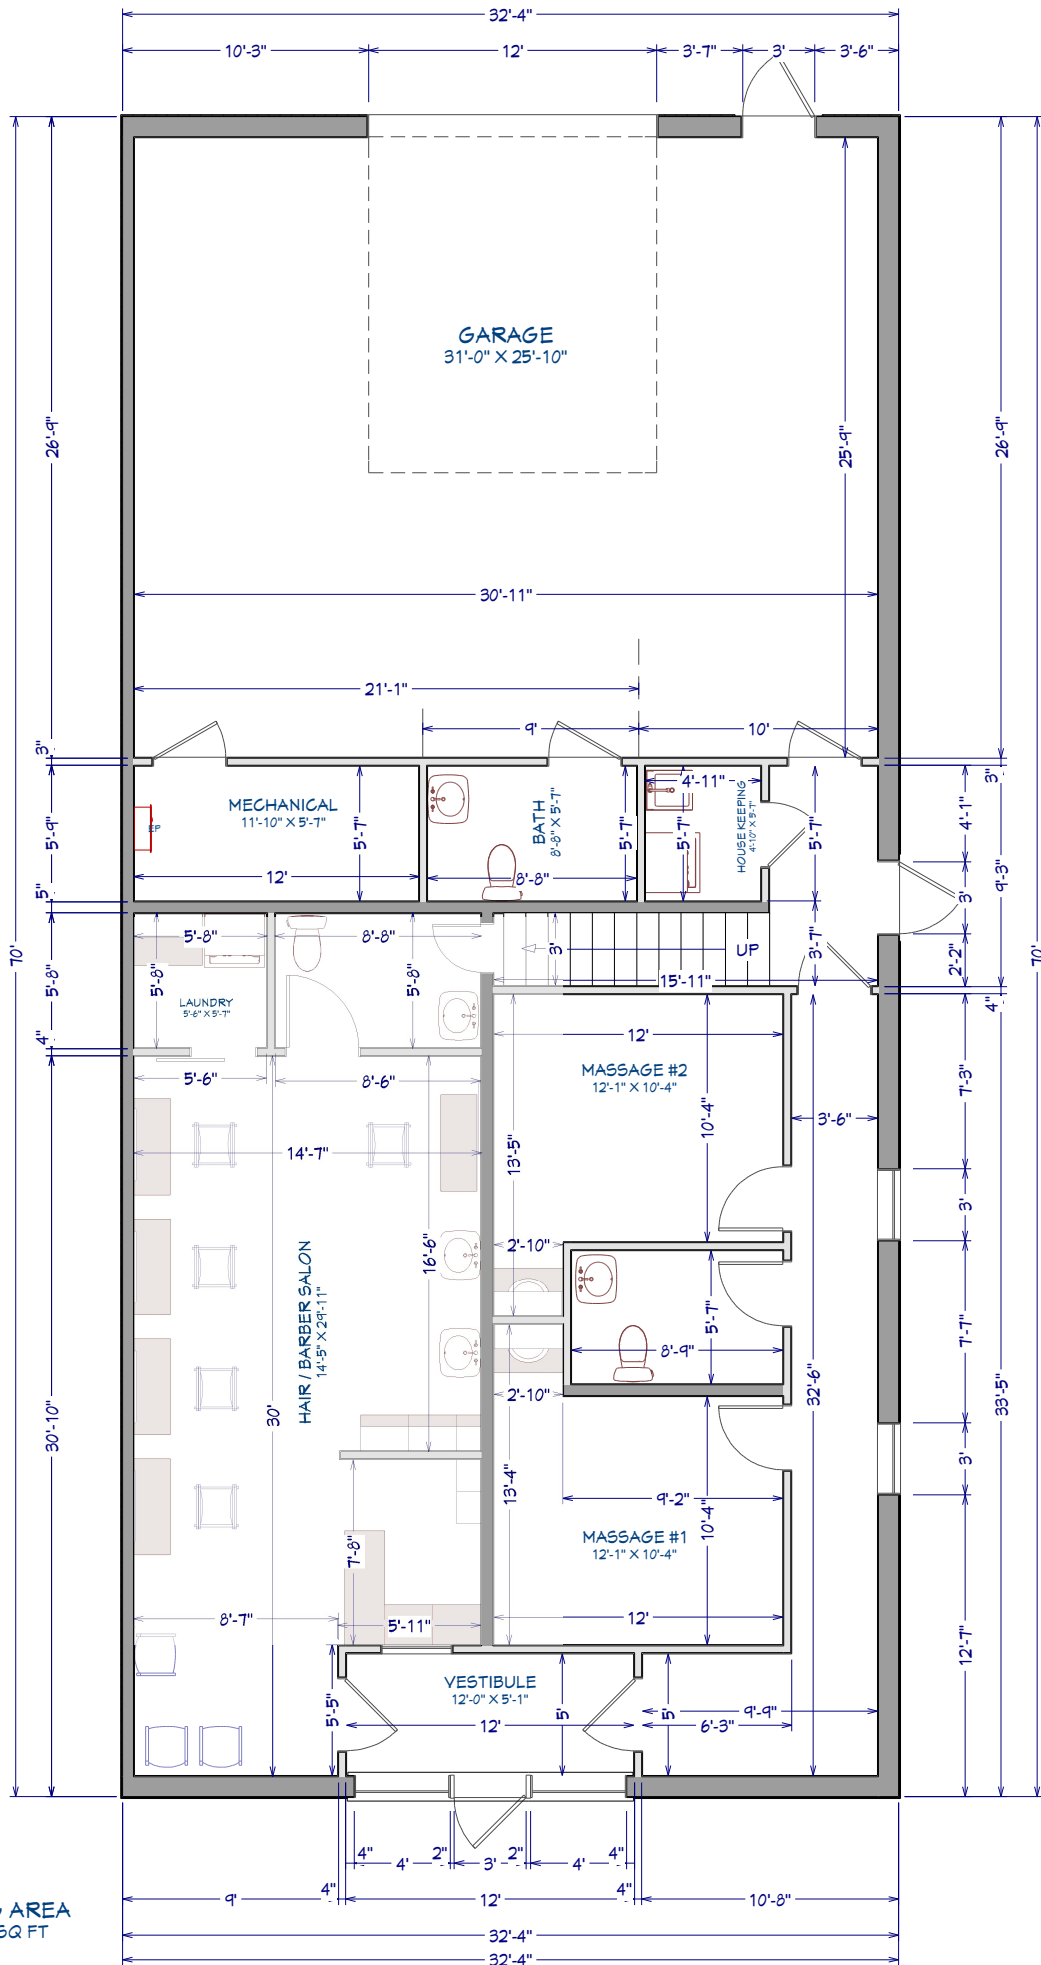 32'-4"
10'-3" 12' 3'-7" 3' 3'-6"
GARAGE
31'-0" X 25'-10"
26'-9"
25'-9"
26'-9"
30'-11"
21'-1"
9' 10'
3"
3"
4'-11"
MECHANICAL
11'-10" X 5'-7"
BATH
8'-8" X 5'-7"
HOUSE KEEPING
4'-10" X 5'-7"
EP
5'-9"
5'-7"
5'-7"
5'-7"
5'-7"
4'-1"
9'-3"
12'
8'-8"
5"
3'
70'
70'
5'-8"
8'-8"
3'
UP
3'-7"
2'-2"
5'-8"
5'-8"
5'-8"
15'-11"
LAUNDRY
5'-6" X 5'-7"
4"
4"
12'
5'-6"
8'-6"
MASSAGE #2
12'-1" X 10'-4"
7'-3"
10'-4"
3'-6"
14'-7"
13'-5"
3'
16'-6"
2'-10"
HAIR / BARBER SALON
14'-5" X 29'-11"
5'-7"
7'-7"
8'-9"
2'-10"
32'-6"
33'-5"
30'
30'-10"
3'
13'-4"
9'-2"
10'-4"
MASSAGE #1
12'-1" X 10'-4"
7'-8"
8'-7"
5'-11"
12'
12'-7"
VESTIBULE
12'-0" X 5'-1"
5'-5"
12'
5'
5'
9'-9"
6'-3"
4" 2" 2" 4"
4' 3' 4'
4" 4"
9' 12' 10'-8"
AREA
SQ FT
32'-4"
32'-4"